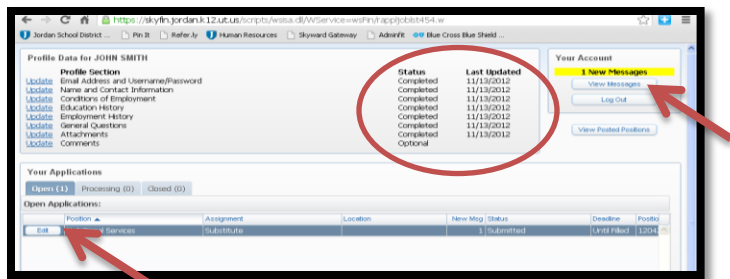 https://skyfin.jordan.k12.ut.us/scripts/wsisa.dll/WService=wsFin/rappljoblst454.w
Jordan School District ... Pin It Refer.ly Human Resources Skyward Gateway AdminFit Blue Cross Blue Shield ...
Profile Data for JOHN SMITH
Profile Section Status Last Updated
Update Email Address and Username/Password Completed 11/13/2012
Update Name and Contact Information Completed 11/13/2012
Update Conditions of Employment Completed 11/13/2012
Update Education History Completed 11/13/2012
Update Employment History Completed 11/13/2012
Update General Questions Completed 11/13/2012
Update Attachments Completed 11/13/2012
Update Comments Optional
Your Account
1 New Messages
View Messages
Log Out
View Posted Positions
Your Applications
Open (1) Processing (0) Closed (0)
Open Applications:
Position Assignment Location New Msg Status Deadline Positio
Edit Services Substitute 1 Submitted Until Filled 1204